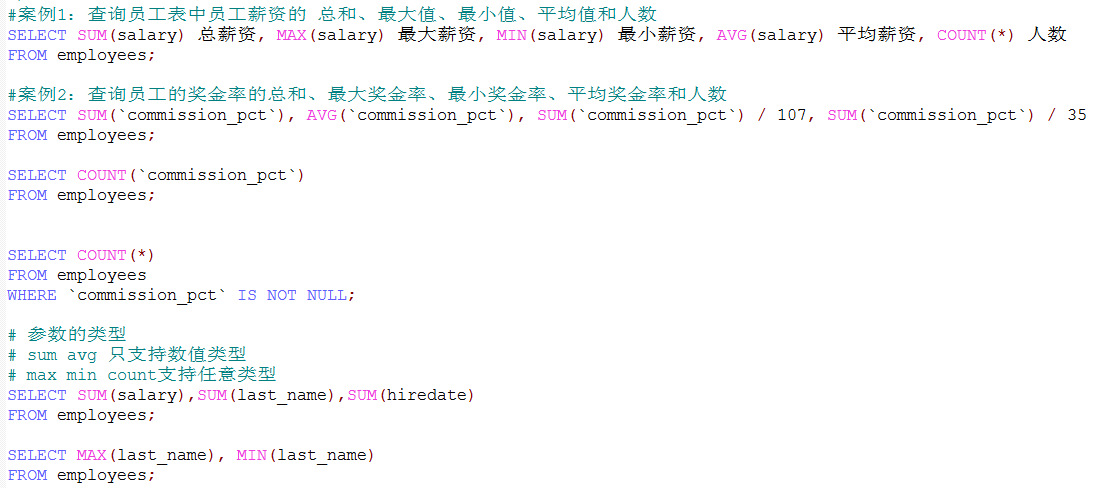 #案例1：查询员工表中员工薪资的 总和、最大值、最小值、平均值和人数
SELECT SUM(salary) 总薪资, MAX(salary) 最大薪资, MIN(salary) 最小薪资, AVG(salary) 平均薪资, COUNT(*) 人数
FROM employees;
#案例2：查询员工的奖金率的总和、最大奖金率、最小奖金率、平均奖金率和人数
SELECT SUM(`commission_pct`), AVG(`commission_pct`), SUM(`commission_pct`) / 107, SUM(`commission_pct`) / 35
FROM employees;
SELECT COUNT(`commission_pct`)
FROM employees;
SELECT COUNT(*)
FROM employees
WHERE `commission_pct` IS NOT NULL;
# 参数的类型
# sum avg 只支持数值类型
# max min count支持任意类型
SELECT SUM(salary),SUM(last_name),SUM(hiredate)
FROM employees;
SELECT MAX(last_name), MIN(last_name)
FROM employees;